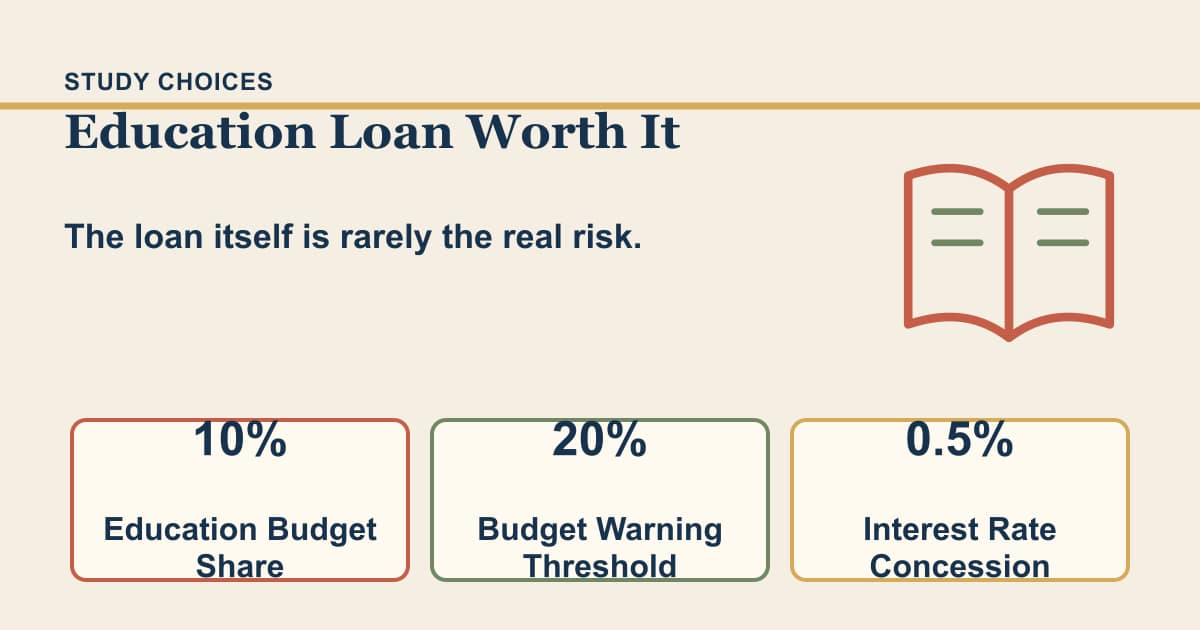 STUDY CHOICES
Education Loan Worth It
The loan itself is rarely the real risk.
10%
Education Budget
Share
20%
Budget Warning
Threshold
0.5%
Interest Rate
Concession